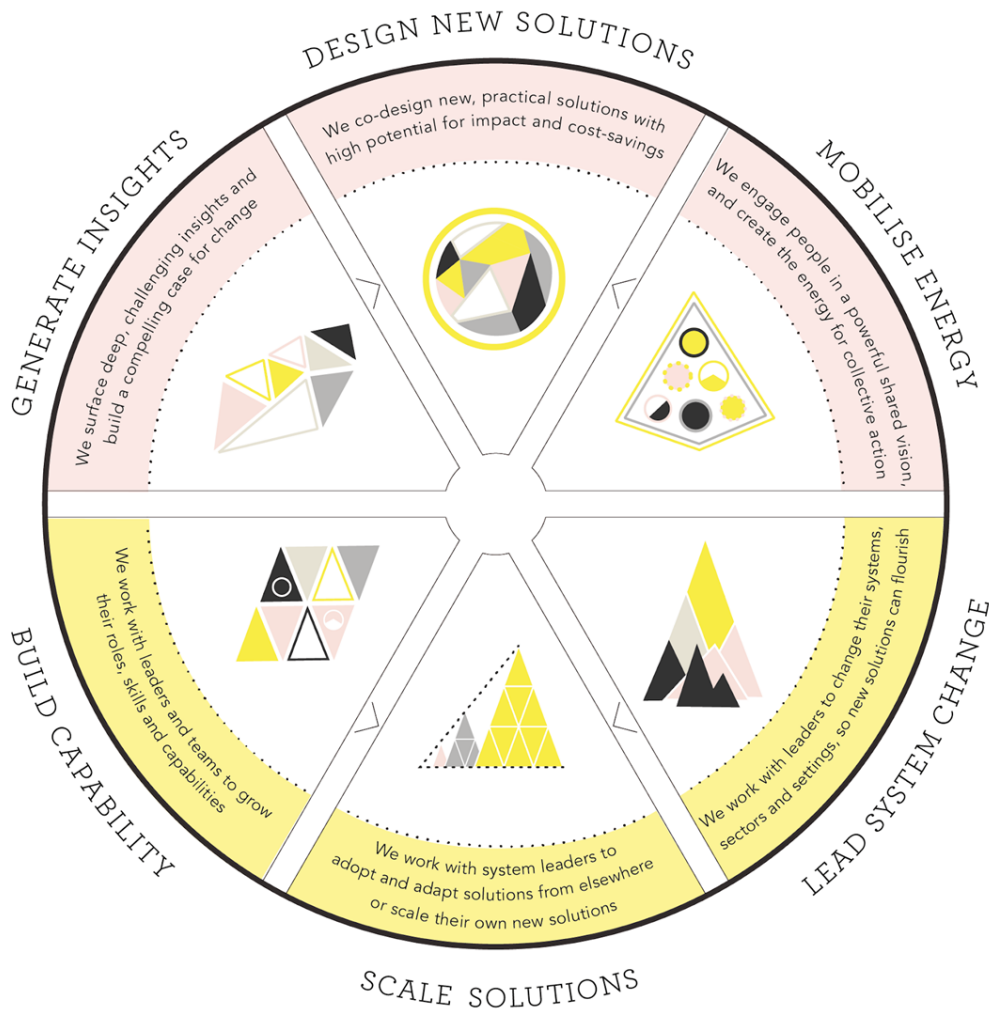 DESIGN NEW SOLUTIONS
We co-design new, practical solutions with
high potential for impact and cost-savings
MOBILISE ENERGY
We engage people in a powerful shared vision,
and create the energy for collective action
LEAD SYSTEM CHANGE
We work with leaders to change their systems,
sectors and settings, so new solutions can flourish
SCALE SOLUTIONS
We work with system leaders to
adopt and adapt solutions from elsewhere
or scale their own new solutions
BUILD CAPABILITY
We work with leaders and teams to grow
their roles, skills and capabilities
GENERATE INSIGHTS
We surface deep, challenging insights and
build a compelling case for change